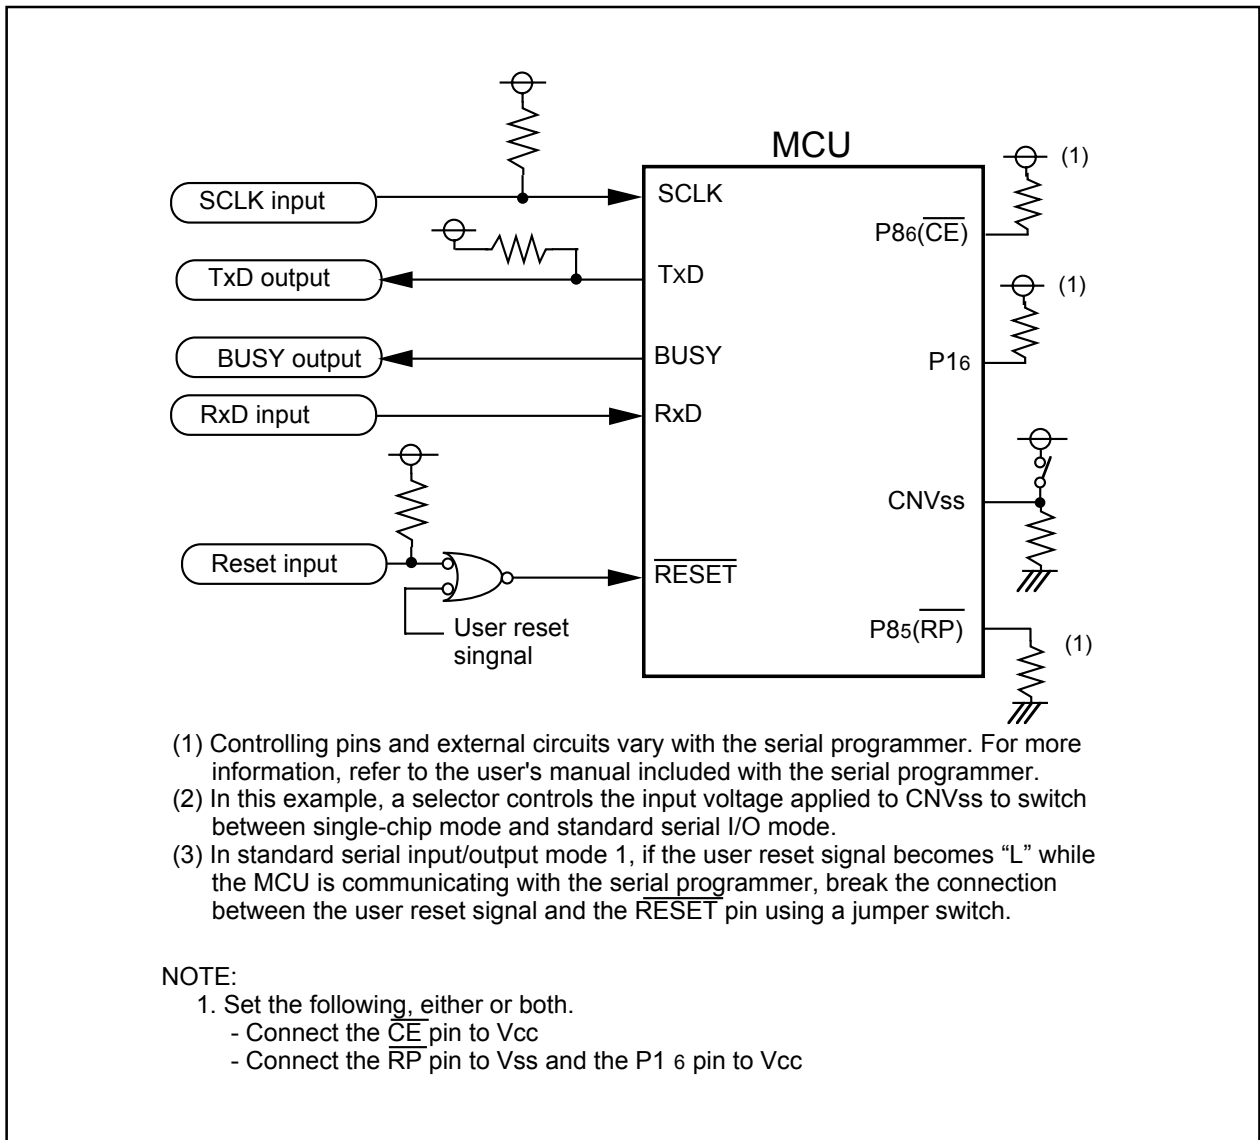 MCU
SCLK input
SCLK
(1)
P86(CE)
TxD output
TxD
(1)
BUSY output
BUSY
P16
RxD input
RxD
CNVss
Reset input
RESET
User reset
singnal
P85(RP)
(1)
(1) Controlling pins and external circuits vary with the serial programmer. For more
information, refer to the user's manual included with the serial programmer.
(2) In this example, a selector controls the input voltage applied to CNVss to switch
between single-chip mode and standard serial I/O mode.
(3) In standard serial input/output mode 1, if the user reset signal becomes “L” while
the MCU is communicating with the serial programmer, break the connection
between the user reset signal and the RESET pin using a jumper switch.
NOTE:
1. Set the following, either or both.
- Connect the CE pin to Vcc
- Connect the RP pin to Vss and the P1 6 pin to Vcc